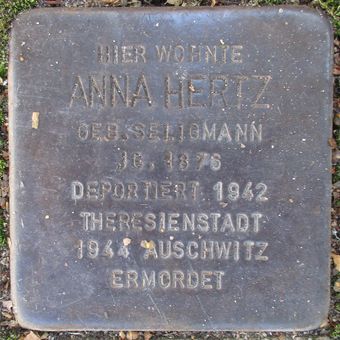 HIER WOHNTE
ANNA HERTZ
GEB. SELIGMANN
JG. 1876
DEPORTIERT 1942
THERESIENSTADT
1944 AUSCHWITZ
ERMORDET